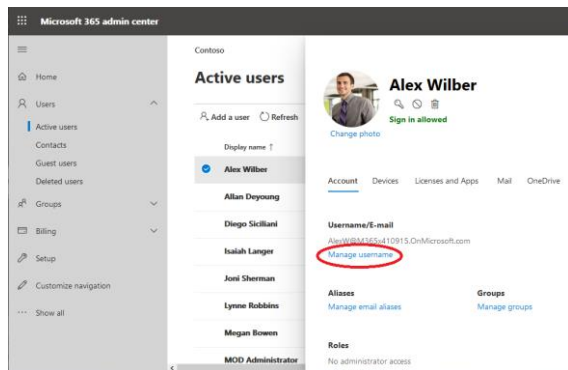 Microsoft 365 admin center
Home
Users
Active users
Contacts
Guest users
Deleted users
Groups
Billing
Setup
Customize navigation
Show all
Contoso
Active users
Add a user Refresh
Display name ↑
Alex Wilber
Allan Deyoung
Diego Siciliani
Isaiah Langer
Joni Sherman
Lynne Robbins
Megan Bowen
MOD Administrator
Alex Wilber
Sign in allowed
Change photo
Account Devices Licenses and Apps Mail OneDrive
Username/E-mail
AlexW@M365x410915.OnMicrosoft.com
Manage username
Aliases Groups
Manage email aliases Manage groups
Roles
No administrator access